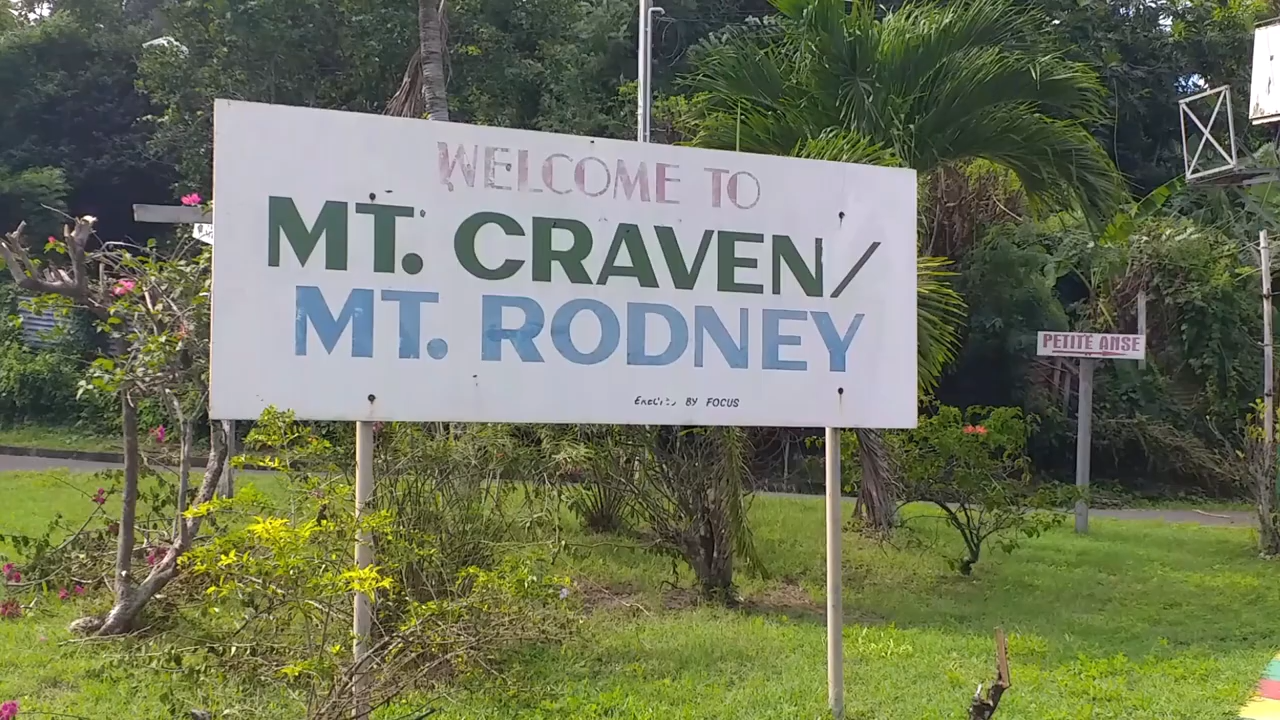 WELCOME TO
MT. CRAVEN/
MT. RODNEY
BY FOCUS
PETITE ANSE